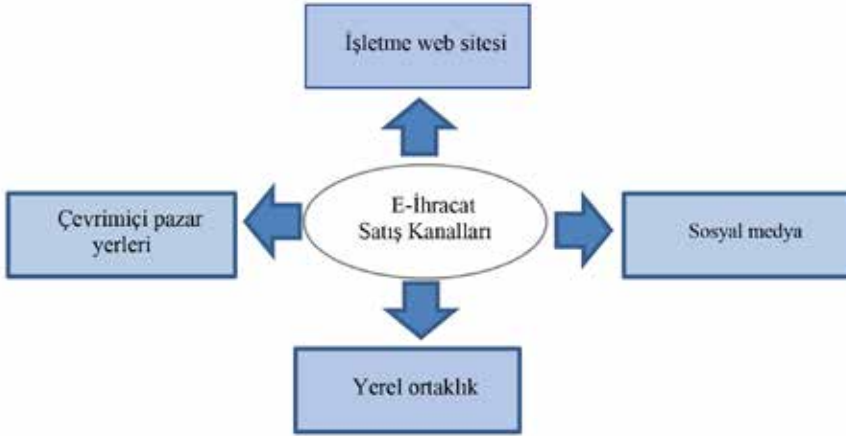 İşletme web sitesi
E-İhracat
Satış Kanalları
Çevrimiçi pazar
yerleri
Sosyal medya
Yerel ortaklık